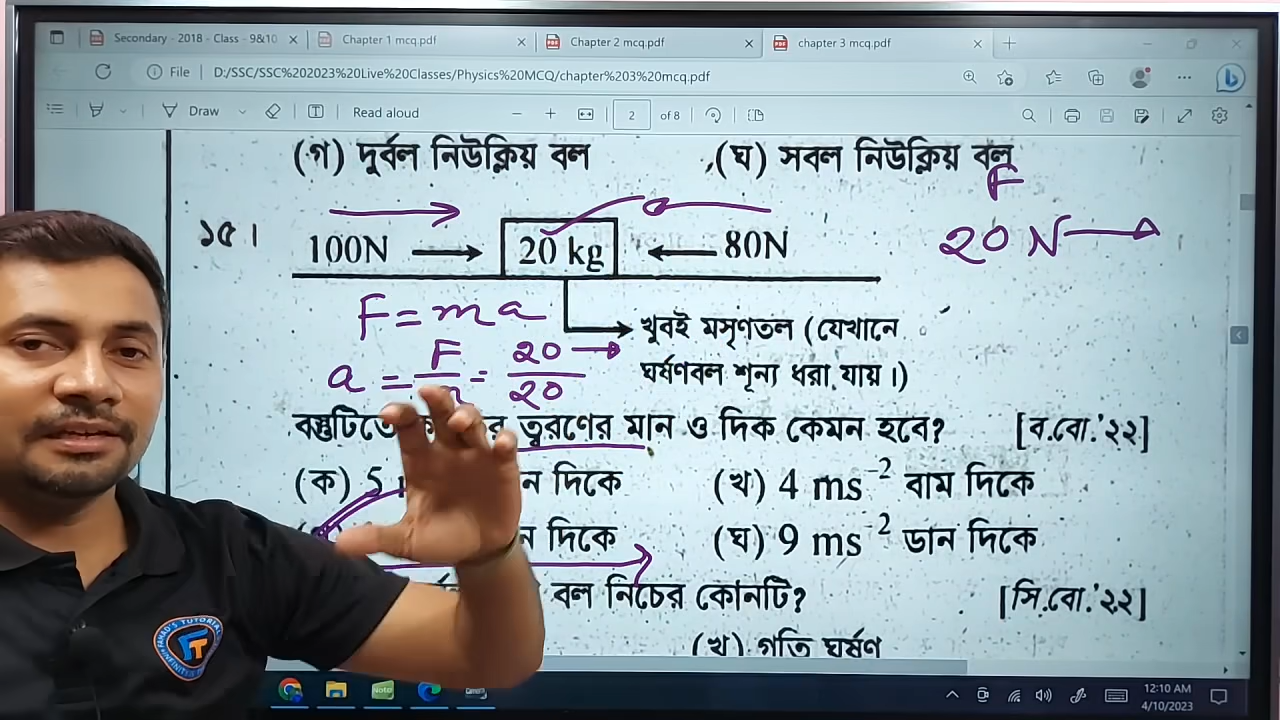 Secondary - 2018 - Class - 9&10
Chapter 1 mcq.pdf
Chapter 2 mcq.pdf
chapter 3 mcq.pdf
File
D:/SSC/SSC%202023%20Live%20Classes/Physics%20MCQ/chapter%203%20mcq.pdf
Draw
Read aloud
2
of 8
(গ) দুর্বল নিউক্লিয় বল
(ঘ) সবল নিউক্লিয় বল
F
১৫।
100N
20 kg
80N
20 N
F = ma
খুবই মসৃণতল (যেখানে
a = F = 20
20
ঘর্ষণবল শূন্য ধরা যায়।)
বস্তুটিতে ত্বরণের মান ও দিক কেমন হবে?
[ব.বো.'২২]
(ক) 5 দিকে
(খ) 4 ms-2 বাম দিকে
দিকে
(ঘ) 9 ms-2 ডান দিকে
বল নিচের কোনটি?
[সি.বো.'২২]
(খ) গতি ঘর্ষণ
FAHAD'S TUTORIAL
FT
12:10 AM
4/10/2023